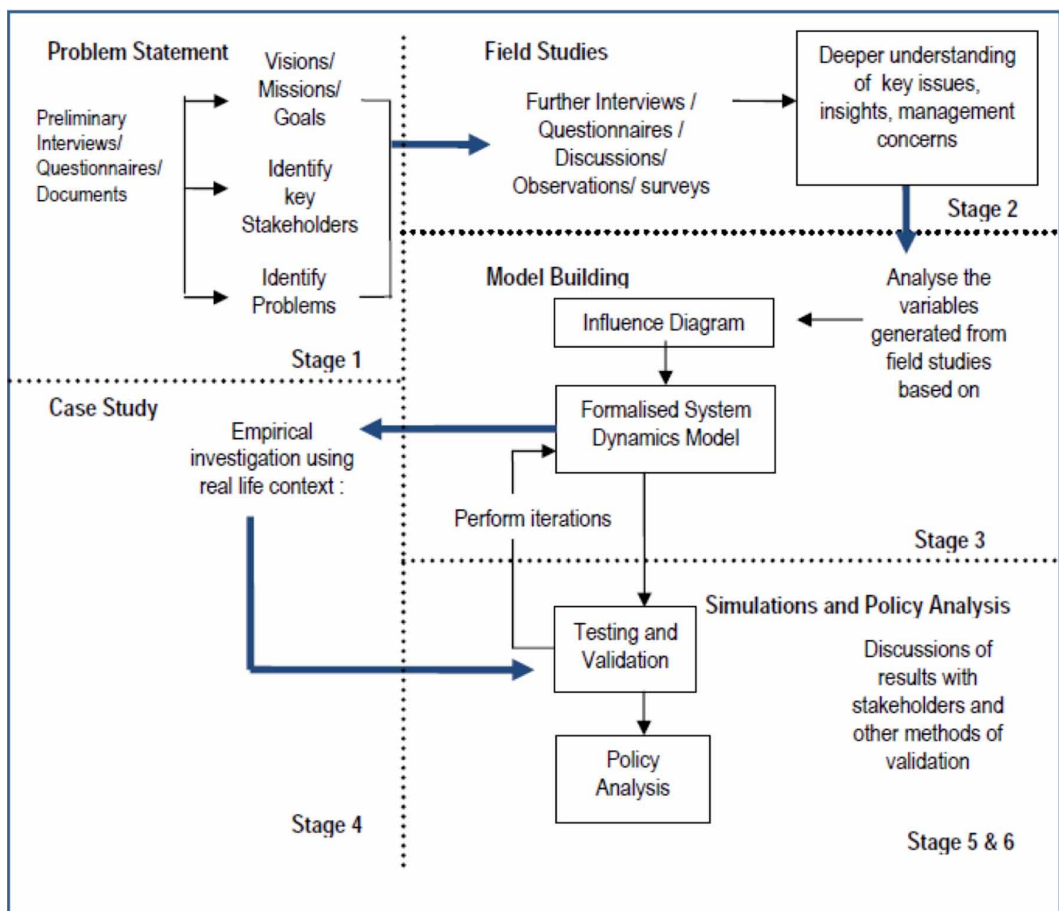 Problem Statement
Preliminary
Interviews/
Questionnaires/
Documents
Visions/
Missions/
Goals
Identify
key
Stakeholders
Identify
Problems
Stage 1
Field Studies
Further Interviews /
Questionnaires /
Discussions/
Observations/ surveys
Deeper understanding
of key issues,
insights, management
concerns
Stage 2
Model Building
Analyse the
variables
generated from
field studies
based on
Influence Diagram
Formalised System
Dynamics Model
Perform iterations
Stage 3
Case Study
Empirical
investigation using
real life context :
Stage 4
Simulations and Policy Analysis
Testing and
Validation
Policy
Analysis
Discussions of
results with
stakeholders and
other methods of
validation
Stage 5 & 6